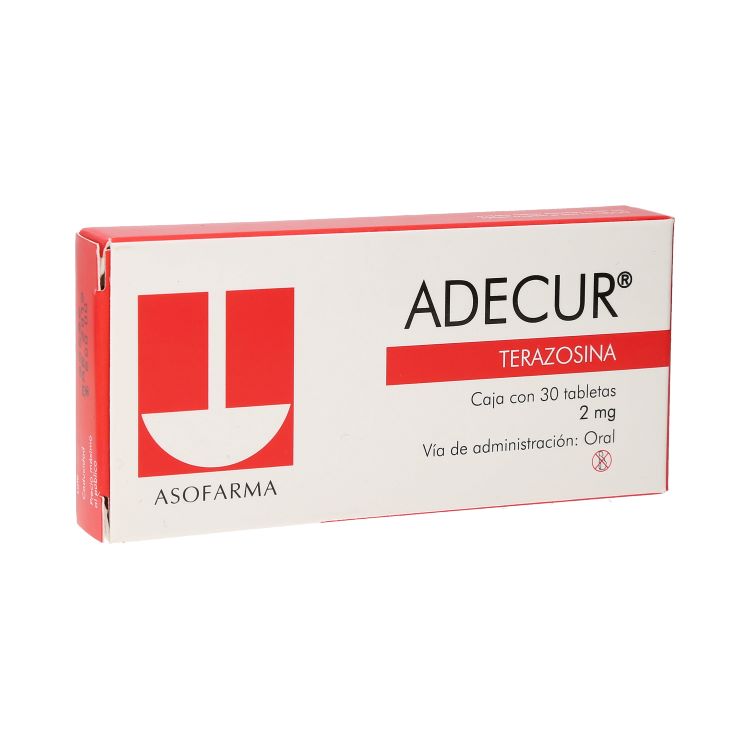 ADECUR®
TERAZOSINA
Caja con 30 tabletas
2 mg
Vía de administración: Oral
ASOFARMA